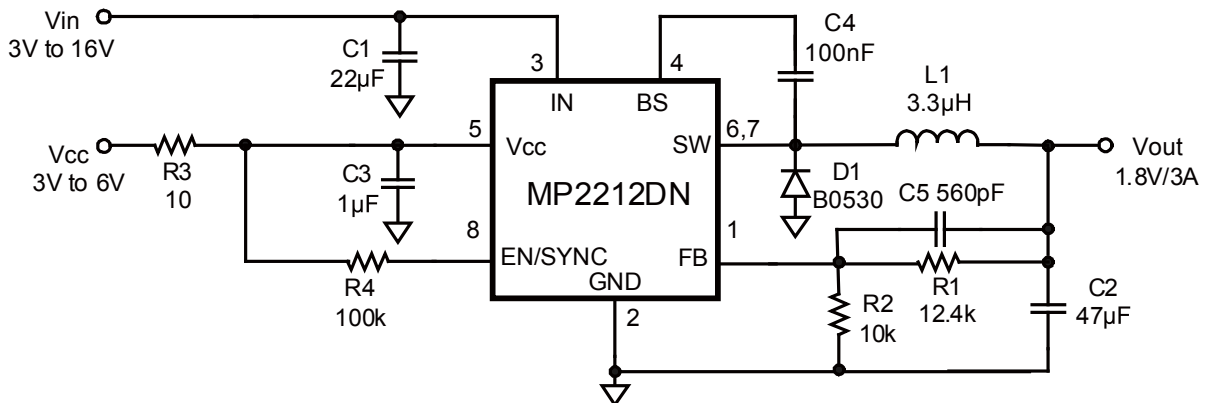 Vin
3V to 16V
C1
22µF
3
4
C4
100nF
IN
BS
L1
3.3µH
Vcc
3V to 6V
R3
10
C3
1µF
5
Vcc
SW
6,7
Vout
1.8V/3A
D1
B0530
MP2212DN
C5 560pF
8
EN/SYNC
FB
1
R4
100k
GND
2
R2
10k
R1
12.4k
C2
47µF